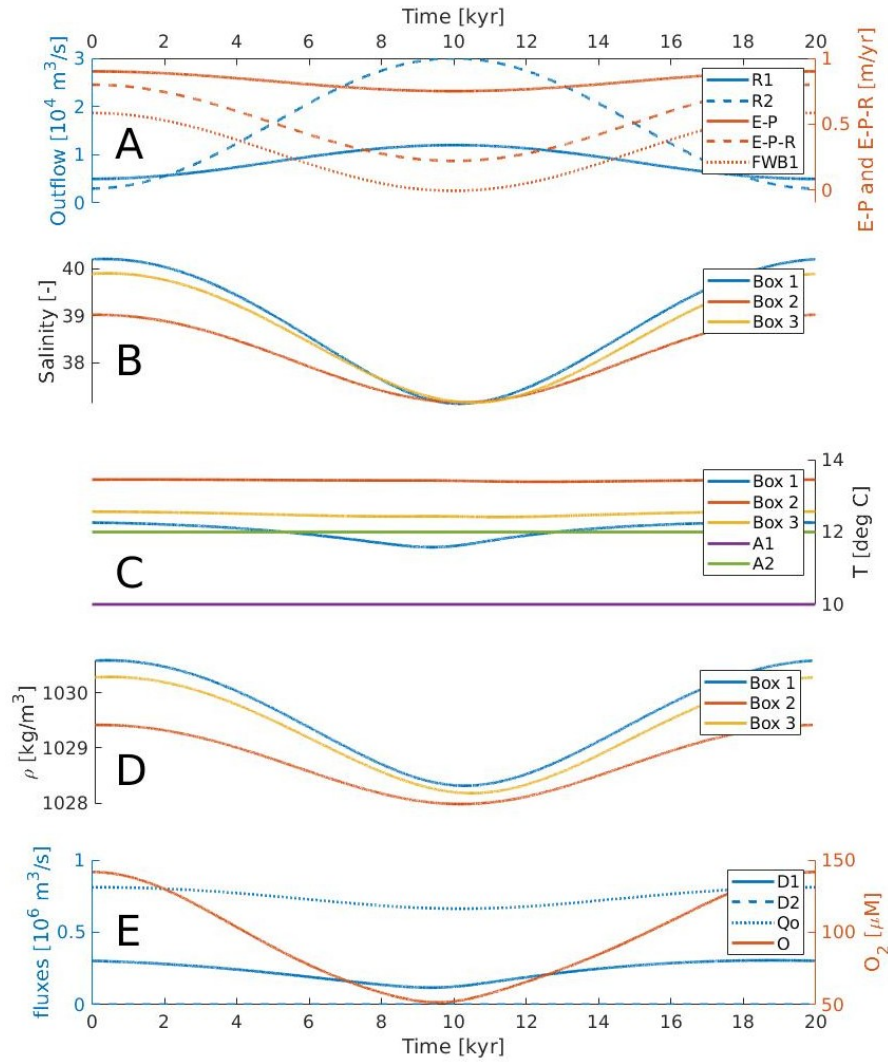 Time [kyr]
0 2 4 6 8 10 12 14 16 18 20
Outflow [10⁴ m³/s]
3
2
1
0
A
R1
R2
E-P
E-P-R
FWB1
1
0.5
0
E-P and E-P-R [m/yr]
Salinity [-]
40
39
38
B
Box 1
Box 2
Box 3
C
Box 1
Box 2
Box 3
A1
A2
14
12
10
T [deg C]
ρ [kg/m³]
1030
1029
1028
D
Box 1
Box 2
Box 3
fluxes [10⁶ m³/s]
1
0.5
0
E
D1
D2
Qo
O
150
100
50
O₂ [μM]
0 2 4 6 8 10 12 14 16 18 20
Time [kyr]